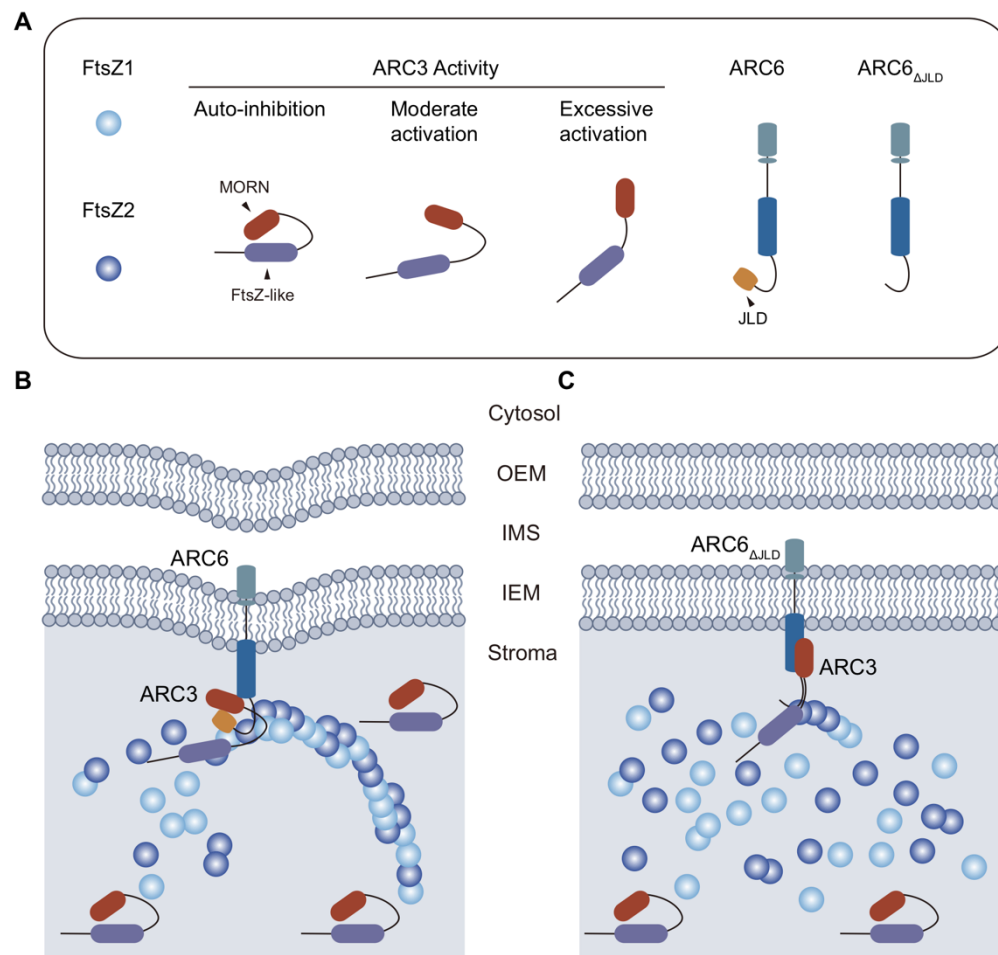 A
FtsZ1
ARC3 Activity
ARC6
ARC6ΔJLD
Auto-inhibition
Moderate
activation
Excessive
activation
MORN
FtsZ2
FtsZ-like
JLD
B
C
Cytosol
OEM
IMS
ARC6
ARC6ΔJLD
IEM
Stroma
ARC3
ARC3